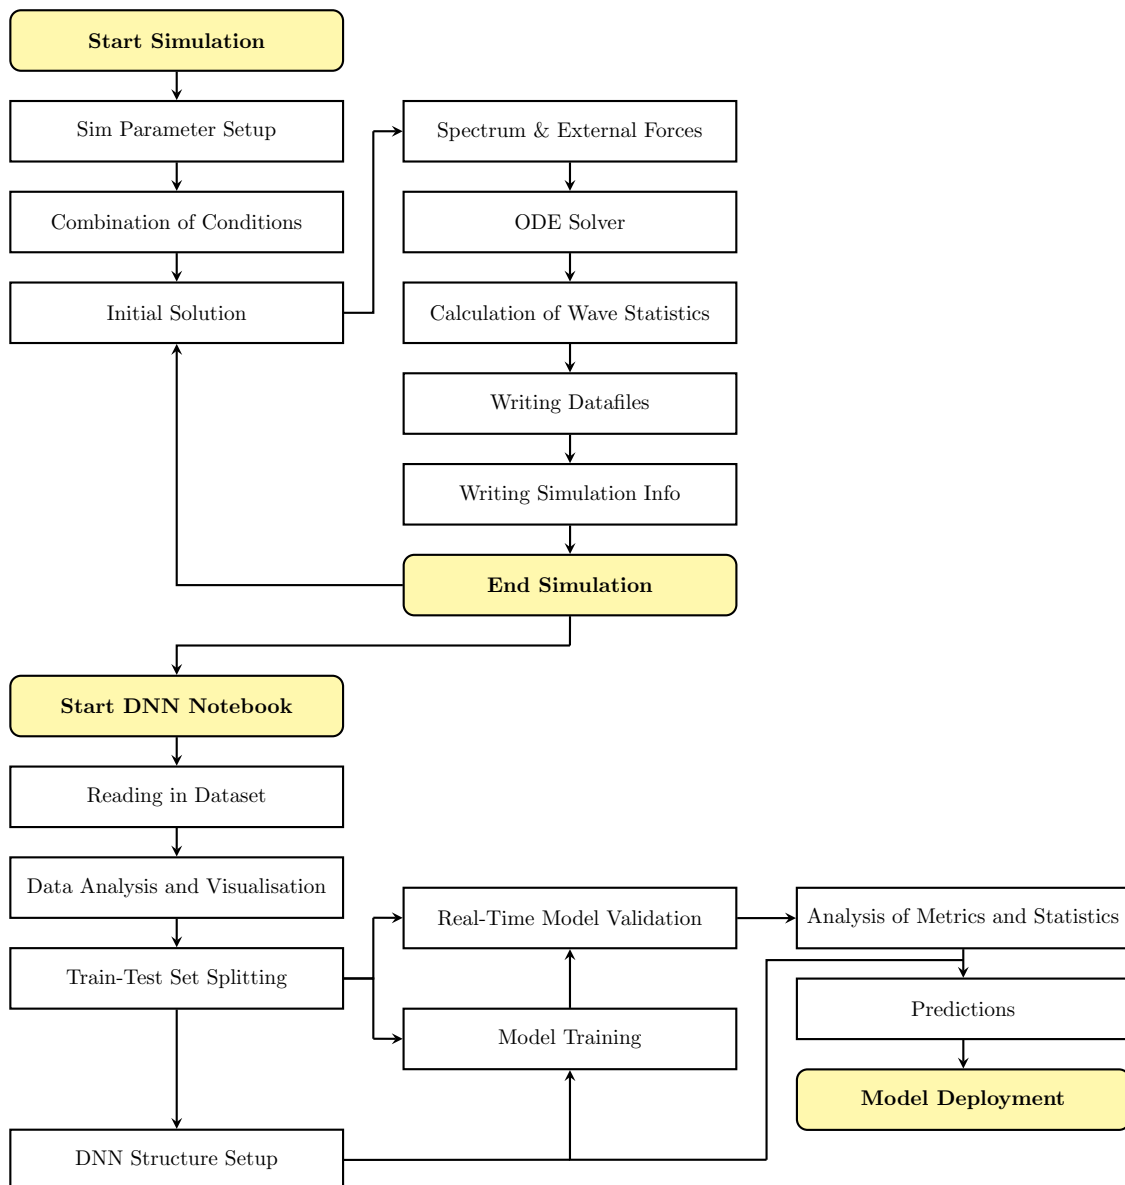 Start Simulation
Sim Parameter Setup
Combination of Conditions
Initial Solution
Spectrum & External Forces
ODE Solver
Calculation of Wave Statistics
Writing Datafiles
Writing Simulation Info
End Simulation
Start DNN Notebook
Reading in Dataset
Data Analysis and Visualisation
Train-Test Set Splitting
DNN Structure Setup
Real-Time Model Validation
Model Training
Analysis of Metrics and Statistics
Predictions
Model Deployment